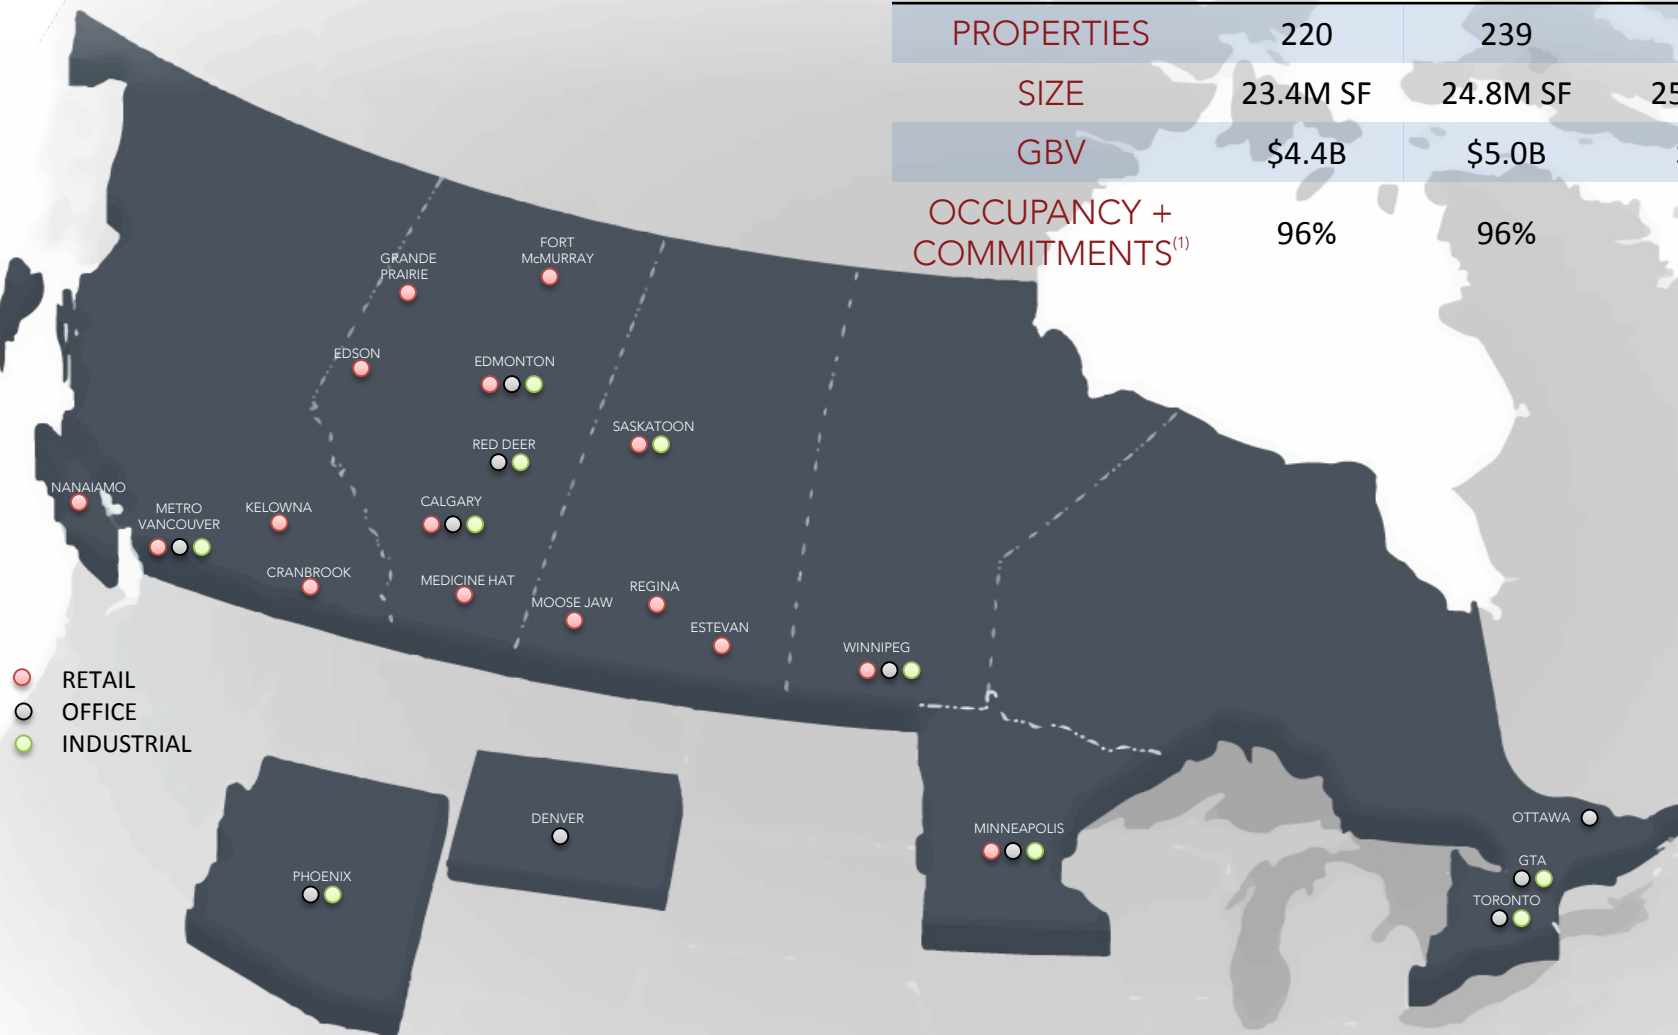 PROPERTIES 220 239
SIZE 23.4M SF 24.8M SF 25
GBV $4.4B $5.0B
OCCUPANCY +
COMMITMENTS(1) 96% 96%
FORT
McMURRAY
GRANDE
PRAIRIE
EDSON
EDMONTON
SASKATOON
RED DEER
NANAIAMO
METRO
VANCOUVER
KELOWNA
CALGARY
CRANBROOK
MEDICINE HAT
MOOSE JAW
REGINA
ESTEVAN
WINNIPEG
RETAIL
OFFICE
INDUSTRIAL
DENVER
PHOENIX
MINNEAPOLIS
OTTAWA
GTA
TORONTO